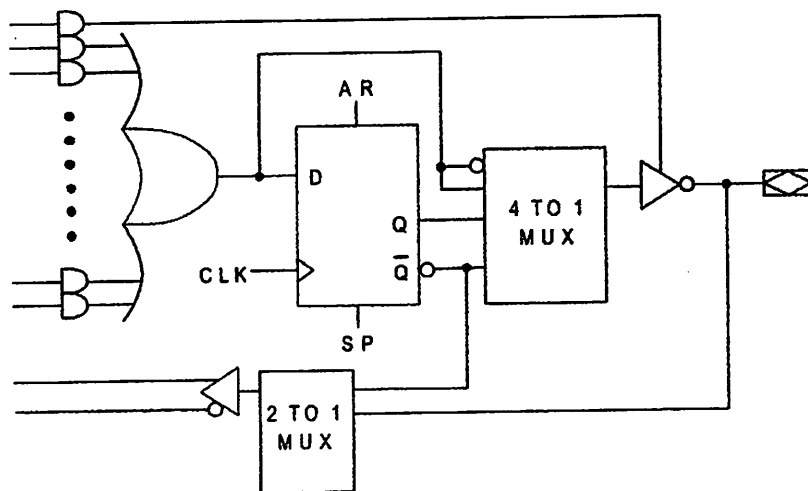 AR
D
Q
CLK
Q̅
SP
4 TO 1
MUX
2 TO 1
MUX